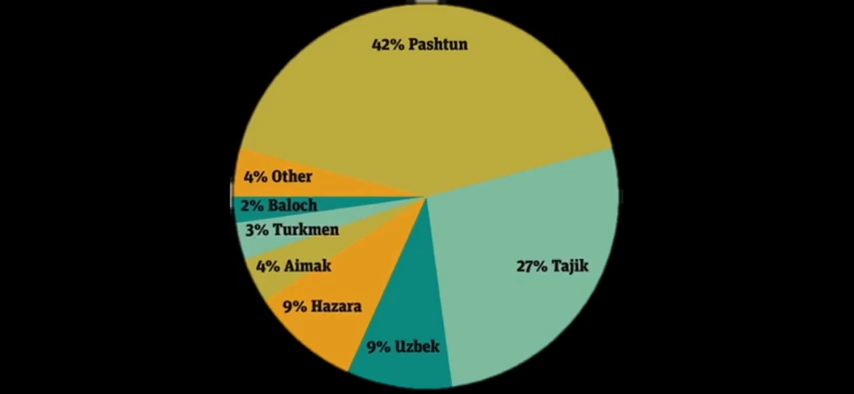 42% Pashtun
4% Other
2% Baloch
3% Turkmen
4% Aimak
27% Tajik
9% Hazara
9% Uzbek